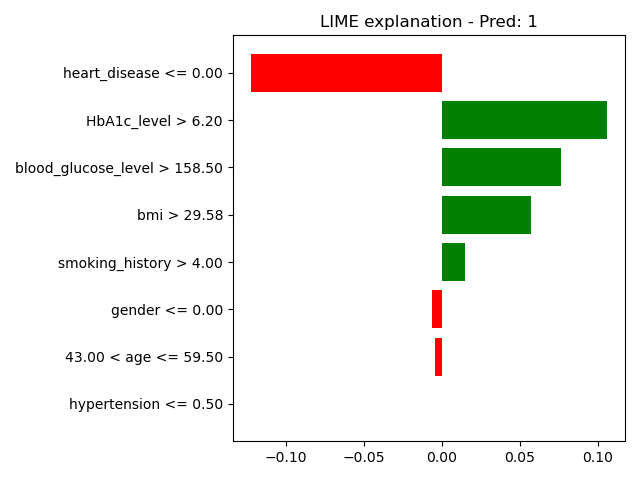 LIME explanation - Pred: 1
heart_disease <= 0.00
HbA1c_level > 6.20
blood_glucose_level > 158.50
bmi > 29.58
smoking_history > 4.00
gender <= 0.00
43.00 < age <= 59.50
hypertension <= 0.50
−0.10 −0.05 0.00 0.05 0.10